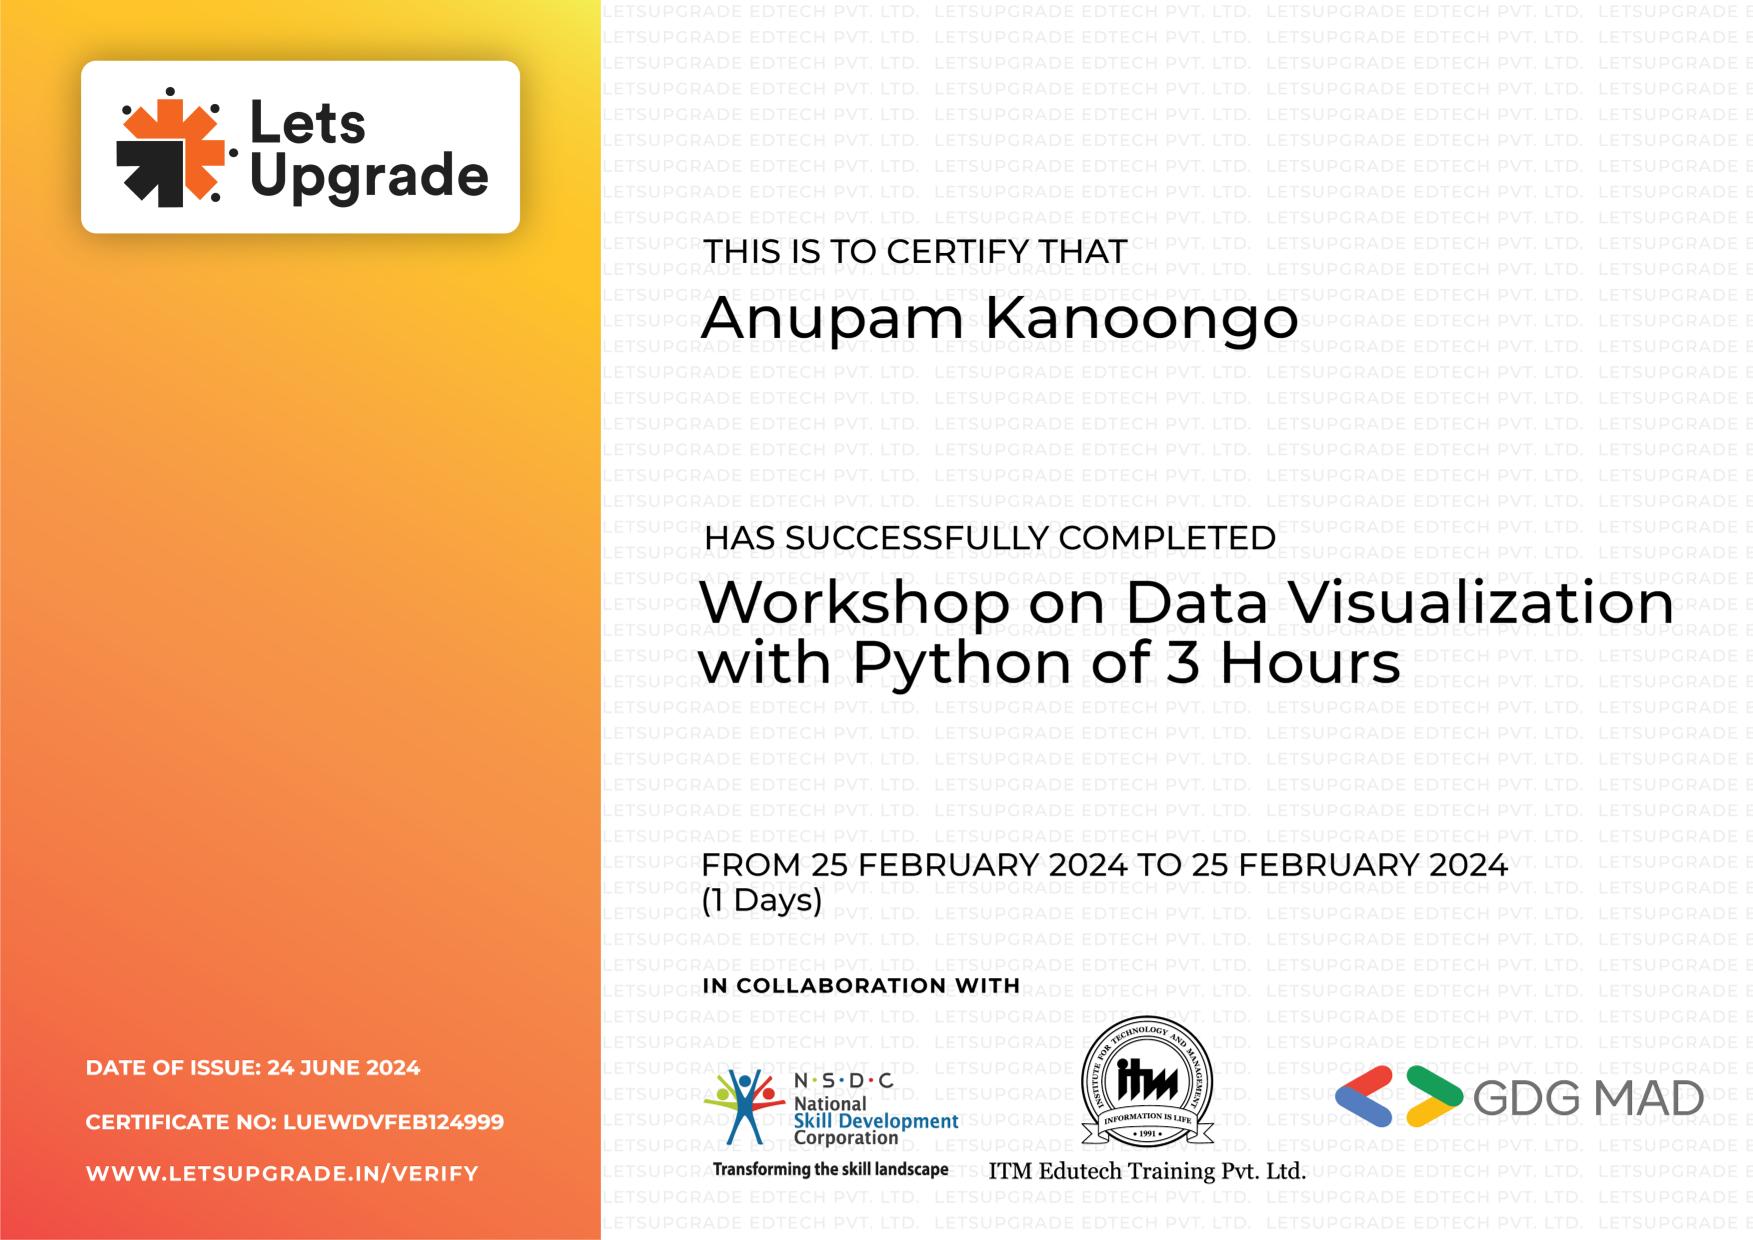 Lets
Upgrade
THIS IS TO CERTIFY THAT
Anupam Kanoongo
HAS SUCCESSFULLY COMPLETED
Workshop on Data Visualization
with Python of 3 Hours
FROM 25 FEBRUARY 2024 TO 25 FEBRUARY 2024
(1 Days)
IN COLLABORATION WITH
N·S·D·C
National
Skill Development
Corporation
Transforming the skill landscape
INSTITUTE FOR TECHNOLOGY AND MANAGEMENT
itm
INFORMATION IS LIFE
• 1991 •
ITM Edutech Training Pvt. Ltd.
GDG MAD
DATE OF ISSUE: 24 JUNE 2024
CERTIFICATE NO: LUEWDVFEB124999
WWW.LETSUPGRADE.IN/VERIFY
LETSUPGRADE EDTECH PVT. LTD.